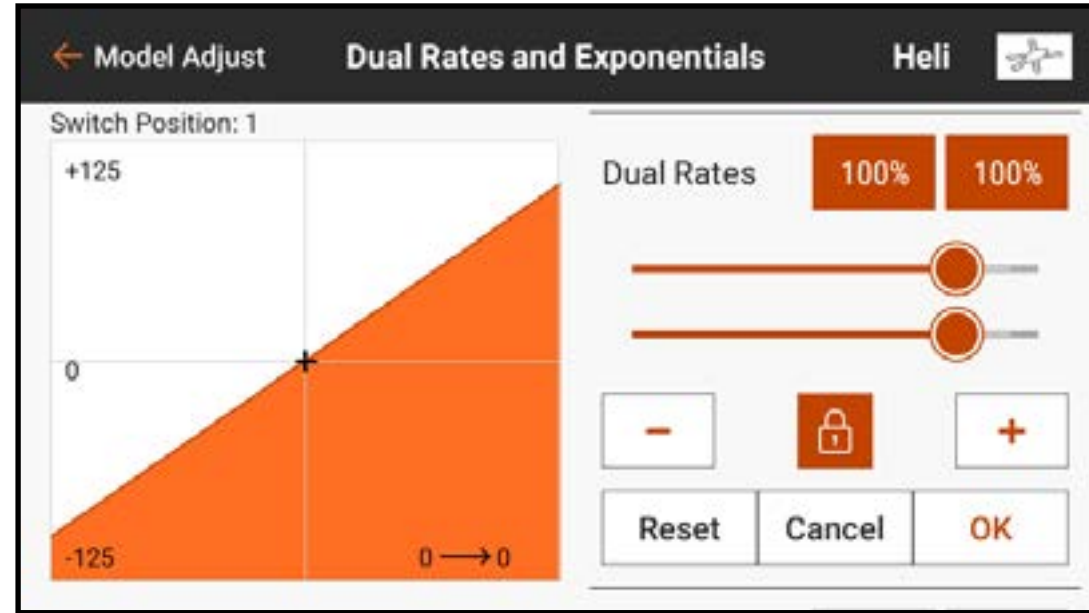 ← Model Adjust Dual Rates and Exponentials Heli
Switch Position: 1
+125
0
-125
0 → 0
Dual Rates 100% 100%
- +
Reset Cancel OK